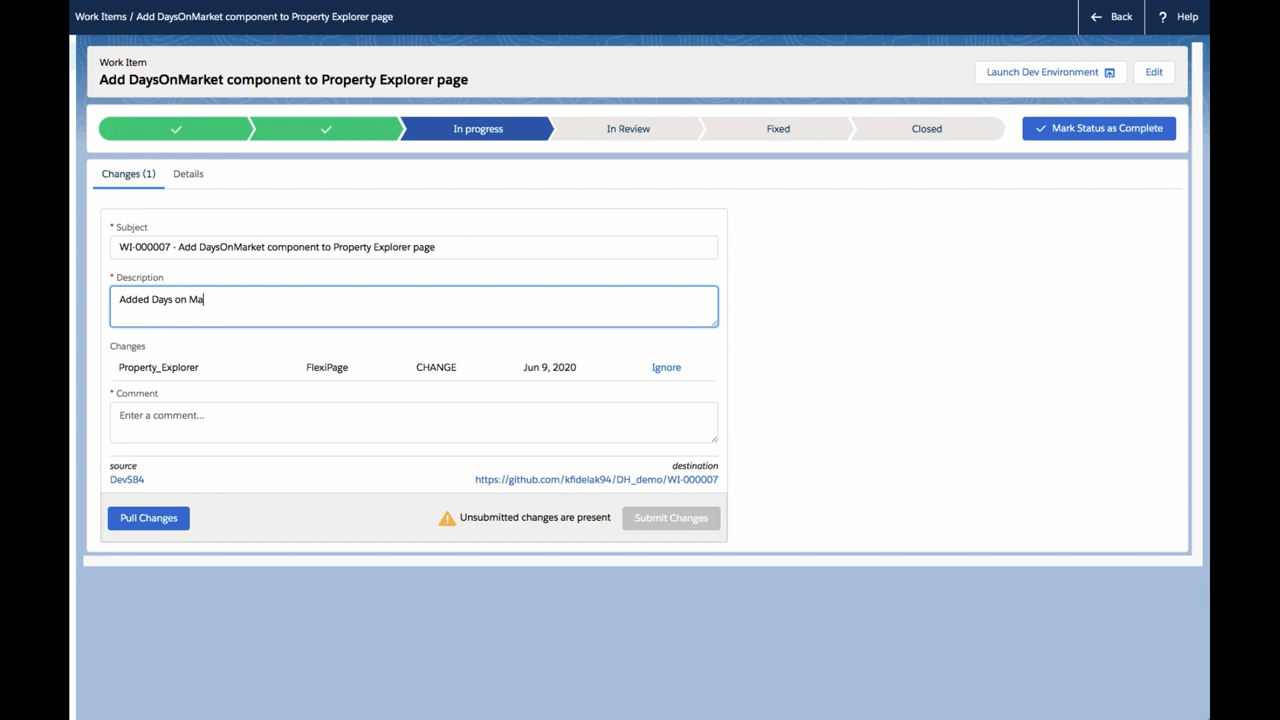 Work Items / Add DaysOnMarket component to Property Explorer page
Back
? Help
Work Item
Add DaysOnMarket component to Property Explorer page
Launch Dev Environment
Edit
In progress
In Review
Fixed
Closed
Mark Status as Complete
Changes (1)
Details
* Subject
WI-000007 - Add DaysOnMarket component to Property Explorer page
* Description
Added Days on Ma
Changes
Property_Explorer FlexiPage CHANGE Jun 9, 2020 Ignore
* Comment
Enter a comment...
source destination
DevSB4 https://github.com/kfidelak94/DH_demo/WI-000007
Pull Changes
Unsubmitted changes are present
Submit Changes